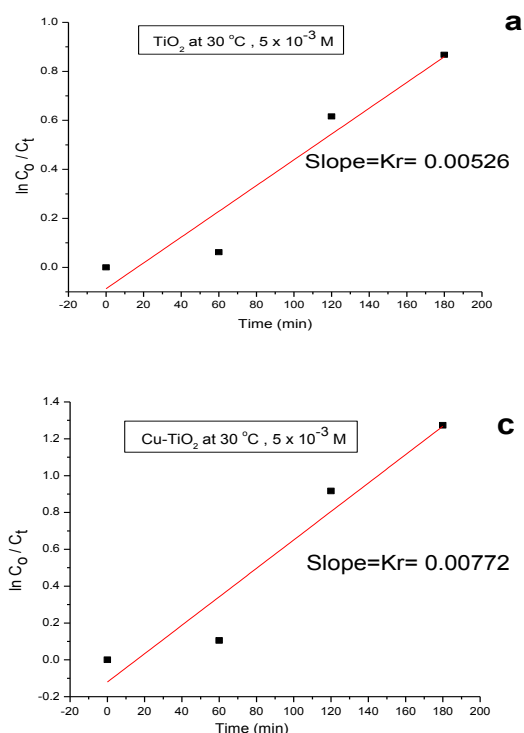 a
TiO₂ at 30 °C , 5 x 10⁻³ M
1.0
0.8
0.6
0.4
0.2
0.0
ln C₀ / Cₜ
Slope=Kr= 0.00526
-20 0 20 40 60 80 100 120 140 160 180 200
Time (min)
c
Cu-TiO₂ at 30 °C , 5 x 10⁻³ M
1.4
1.2
1.0
0.8
0.6
0.4
0.2
0.0
-0.2
ln C₀ / Cₜ
Slope=Kr= 0.00772
-20 0 20 40 60 80 100 120 140 160 180 200
Time (min)